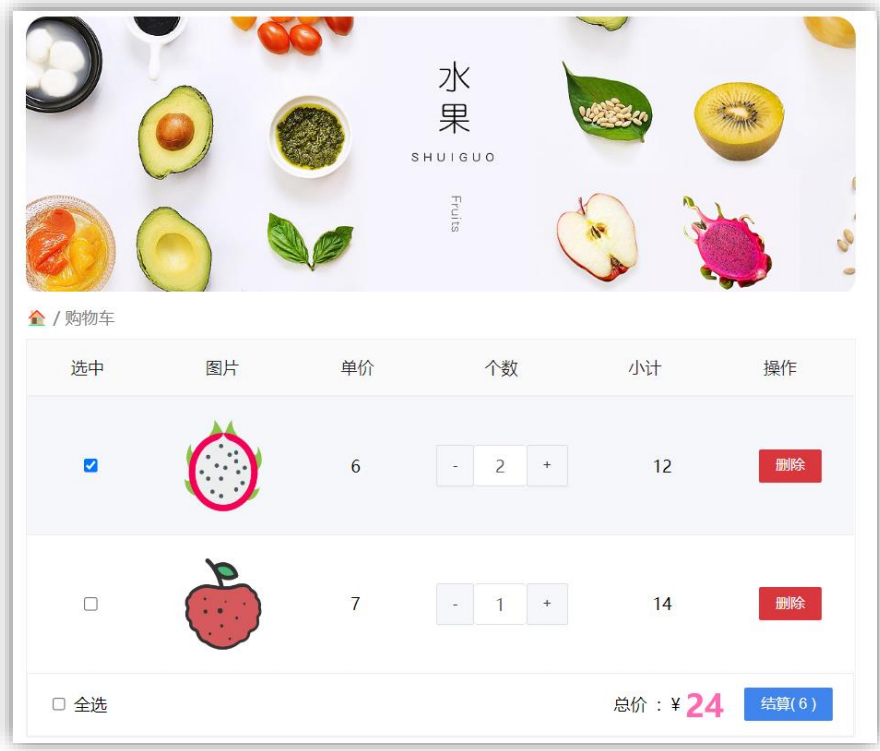 水
果
SHUIGUO
Fruits
/ 购物车
选中 图片 单价 个数 小计 操作
6 - 2 + 12 删除
7 - 1 + 14 删除
全选 总价 : ¥ 24 结算( 6 )